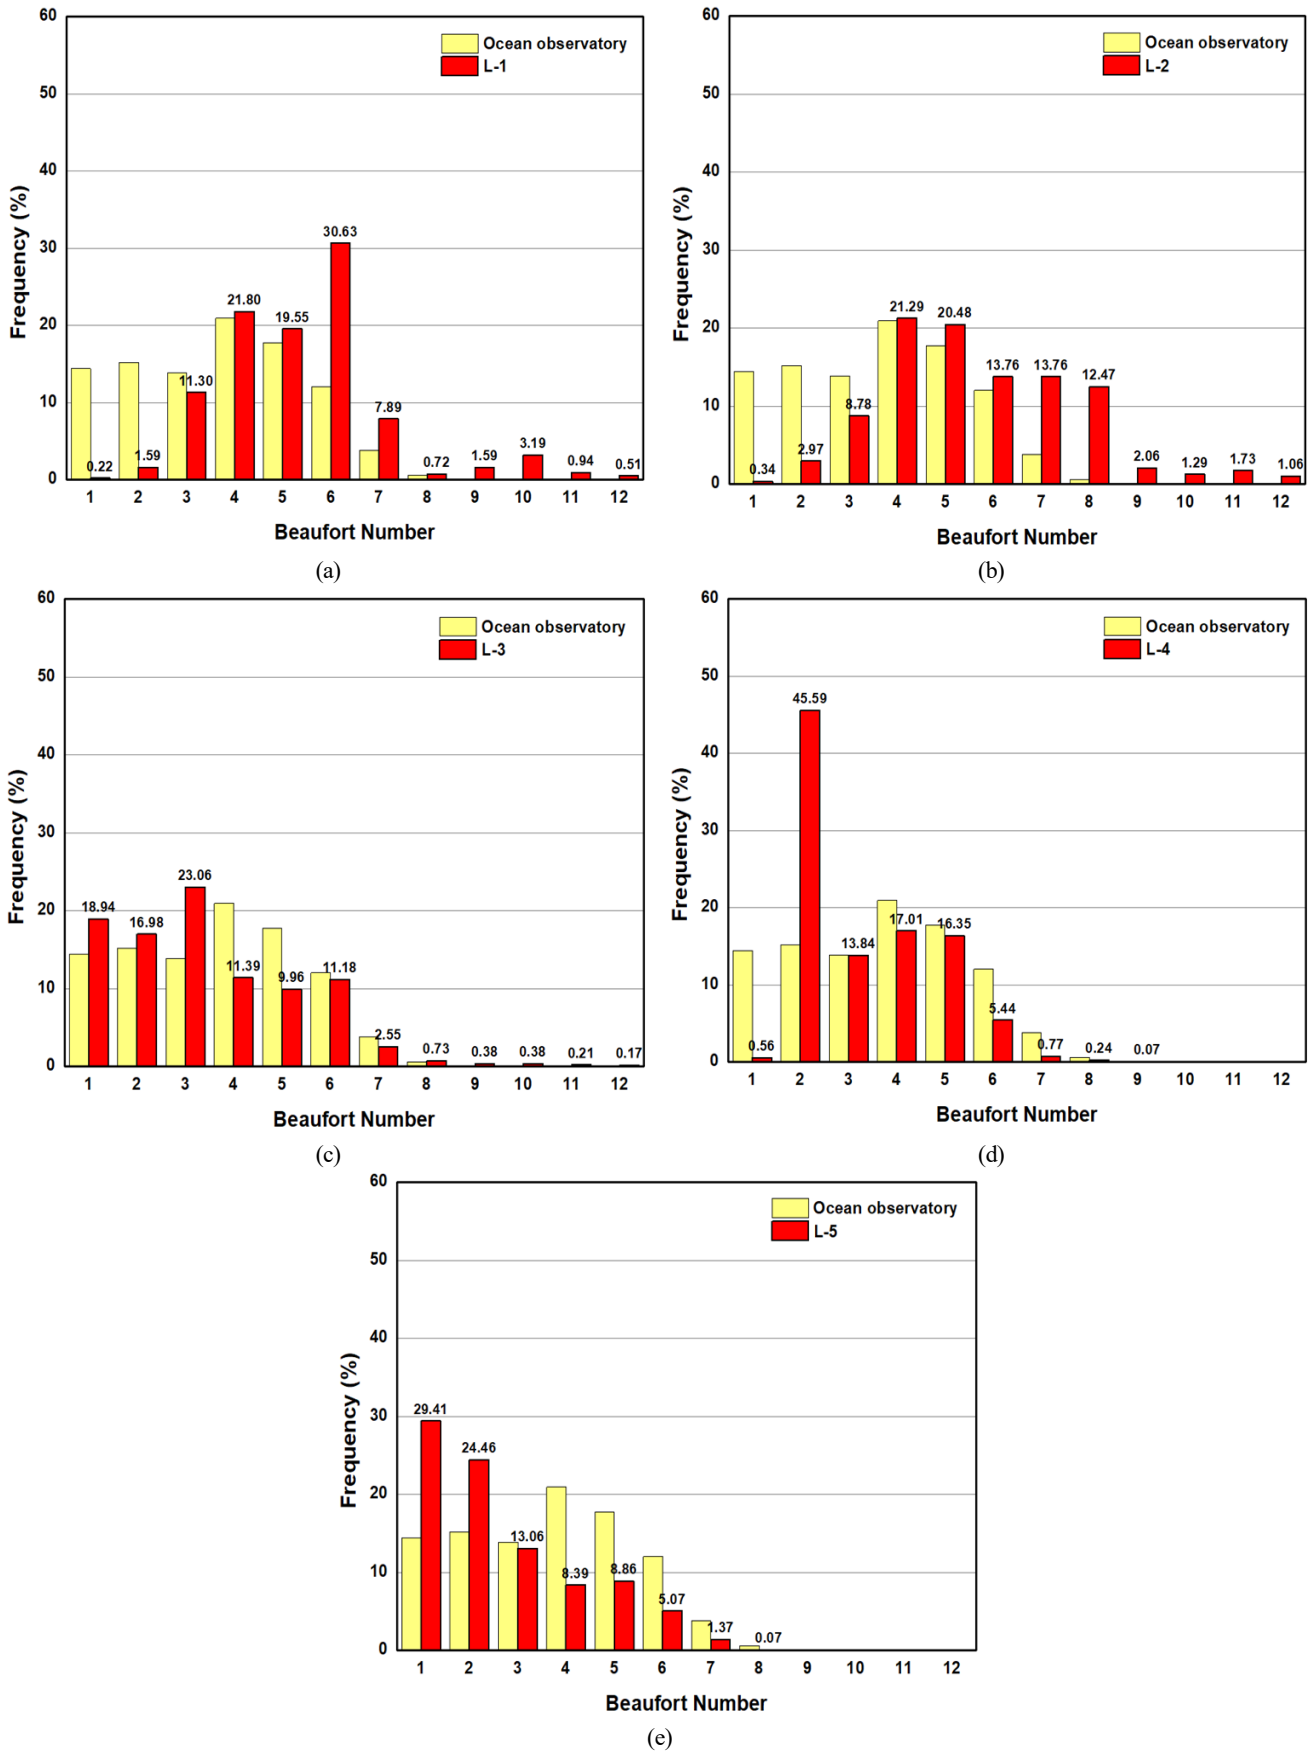 60
50
40
30
20
10
0
Frequency (%)
Ocean observatory
L-1
0.22
1.59
11.30
21.80
19.55
30.63
7.89
0.72
1.59
3.19
0.94
0.51
1 2 3 4 5 6 7 8 9 10 11 12
Beaufort Number
(a)
60
50
40
30
20
10
0
Frequency (%)
Ocean observatory
L-2
0.34
2.97
8.78
21.29
20.48
13.76
13.76
12.47
2.06
1.29
1.73
1.06
1 2 3 4 5 6 7 8 9 10 11 12
Beaufort Number
(b)
60
50
40
30
20
10
0
Frequency (%)
Ocean observatory
L-3
18.94
16.98
23.06
11.39
9.96
11.18
2.55
0.73
0.38
0.38
0.21
0.17
1 2 3 4 5 6 7 8 9 10 11 12
Beaufort Number
(c)
60
50
40
30
20
10
0
Frequency (%)
Ocean observatory
L-4
0.56
45.59
13.84
17.01
16.35
5.44
0.77
0.24
0.07
1 2 3 4 5 6 7 8 9 10 11 12
Beaufort Number
(d)
60
50
40
30
20
10
0
Frequency (%)
Ocean observatory
L-5
29.41
24.46
13.06
8.39
8.86
5.07
1.37
0.07
1 2 3 4 5 6 7 8 9 10 11 12
Beaufort Number
(e)